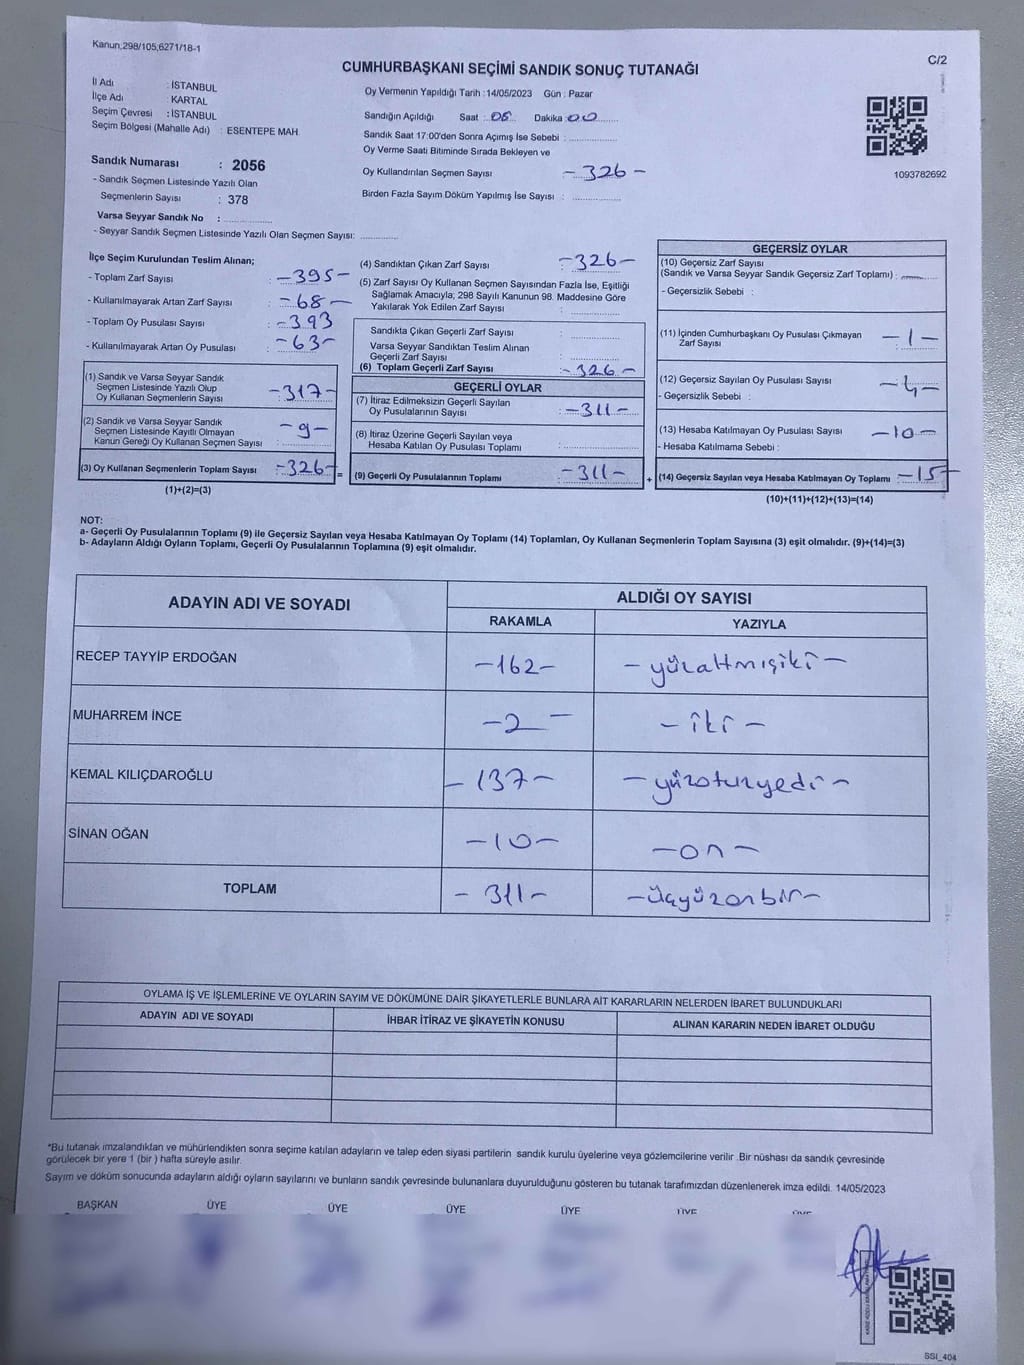 Kanun;298/105,6271/18-1
C/2
CUMHURBAŞKANI SEÇİMİ SANDIK SONUÇ TUTANAĞI
İl Adı : İSTANBUL
İlçe Adı : KARTAL
Seçim Çevresi : İSTANBUL
Seçim Bölgesi (Mahalle Adı) : ESENTEPE MAH.
Sandık Numarası : 2056
- Sandık Seçmen Listesinde Yazılı Olan
Seçmenlerin Sayısı : 378
Varsa Seyyar Sandık No : ............
- Seyyar Sandık Seçmen Listesinde Yazılı Olan Seçmen Sayısı: ............
Oy Vermenin Yapıldığı Tarih : 14/05/2023 Gün : Pazar
Sandığın Açıldığı Saat : 08 Dakika : 00
Sandık Saat 17:00'den Sonra Açımış İse Sebebi : ............
Oy Verme Saati Bitiminde Sırada Bekleyen ve
Oy Kullandırılan Seçmen Sayısı - 326 -
Birden Fazla Sayım Döküm Yapılmış İse Sayısı : ............
1093782692
İlçe Seçim Kurulundan Teslim Alınan;
- Toplam Zarf Sayısı : - 395 -
- Kullanılmayarak Artan Zarf Sayısı : - 68 -
- Toplam Oy Pusulası Sayısı : - 393
- Kullanılmayarak Artan Oy Pusulası : - 63 -
(1) Sandık ve Varsa Seyyar Sandık
Seçmen Listesinde Yazılı Olup
Oy Kullanan Seçmenlerin Sayısı - 317 -
(2) Sandık ve Varsa Seyyar Sandık
Seçmen Listesinde Kayıtlı Olmayan
Kanun Gereği Oy Kullanan Seçmen Sayısı : - 9 -
(3) Oy Kullanan Seçmenlerin Toplam Sayısı : - 326 - =
(1)+(2)=(3)
(4) Sandıktan Çıkan Zarf Sayısı - 326 -
(5) Zarf Sayısı Oy Kullanan Seçmen Sayısından Fazla İse, Eşitliği
Sağlamak Amacıyla; 298 Sayılı Kanunun 98. Maddesine Göre
Yakılarak Yok Edilen Zarf Sayısı : ............
Sandıkta Çıkan Geçerli Zarf Sayısı : ............
Varsa Seyyar Sandıktan Teslim Alınan
Geçerli Zarf Sayısı : ............
(6) Toplam Geçerli Zarf Sayısı : - 326 -
GEÇERLİ OYLAR
(7) İtiraz Edilmeksizin Geçerli Sayılan
Oy Pusulalarının Sayısı : - 311 -
(8) İtiraz Üzerine Geçerli Sayılan veya
Hesaba Katılan Oy Pusulası Toplamı : ............
(9) Geçerli Oy Pusulalarının Toplamı : - 311 - +
GEÇERSİZ OYLAR
(10) Geçersiz Zarf Sayısı
(Sandık ve Varsa Seyyar Sandık Geçersiz Zarf Toplamı) : ............
- Geçersizlik Sebebi :
(11) İçinden Cumhurbaşkanı Oy Pusulası Çıkmayan
Zarf Sayısı - 1 -
(12) Geçersiz Sayılan Oy Pusulası Sayısı - 4 -
- Geçersizlik Sebebi :
(13) Hesaba Katılmayan Oy Pusulası Sayısı - 10 -
- Hesaba Katılmama Sebebi :
(14) Geçersiz Sayılan veya Hesaba Katılmayan Oy Toplamı - 15 -
(10)+(11)+(12)+(13)=(14)
NOT:
a- Geçerli Oy Pusulalarının Toplamı (9) ile Geçersiz Sayılan veya Hesaba Katılmayan Oy Toplamı (14) Toplamları, Oy Kullanan Seçmenlerin Toplam Sayısına (3) eşit olmalıdır. (9)+(14)=(3)
b- Adayların Aldığı Oyların Toplamı, Geçerli Oy Pusulalarının Toplamına (9) eşit olmalıdır.
ADAYIN ADI VE SOYADI
ALDIĞI OY SAYISI
RAKAMLA YAZIYLA
RECEP TAYYİP ERDOĞAN - 162 - - yüzaltmışiki -
MUHARREM İNCE - 2 - - iki -
KEMAL KILIÇDAROĞLU - 137 - - yüzotuzyedi -
SİNAN OĞAN - 10 - - on -
TOPLAM - 311 - - üçyüzonbir -
OYLAMA İŞ VE İŞLEMLERİNE VE OYLARIN SAYIM VE DÖKÜMÜNE DAİR ŞİKAYETLERLE BUNLARA AİT KARARLARIN NELERDEN İBARET BULUNDUKLARI
ADAYIN ADI VE SOYADI İHBAR İTİRAZ VE ŞİKAYETİN KONUSU ALINAN KARARIN NEDEN İBARET OLDUĞU
*Bu tutanak imzalandıktan ve mühürlendikten sonra seçime katılan adayların ve talep eden siyasi partilerin sandık kurulu üyelerine veya gözlemcilerine verilir .Bir nüshası da sandık çevresinde
görülecek bir yere 1 (bir ) hafta süreyle asılır.
Sayım ve döküm sonucunda adayların aldığı oyların sayılarını ve bunların sandık çevresinde bulunanlara duyurulduğunu gösteren bu tutanak tarafımızdan düzenlenerek imza edildi. 14/05/2023
BAŞKAN ÜYE ÜYE ÜYE ÜYE ÜYE ÜYE
SSI_404